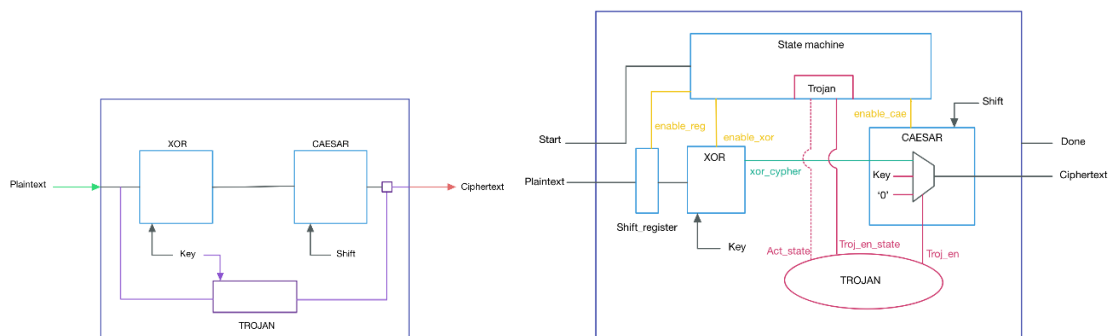 XOR
CAESAR
Plaintext
Ciphertext
Key
Shift
TROJAN
State machine
Trojan
enable_reg
enable_xor
enable_cae
Shift
Start
XOR
CAESAR
Done
Plaintext
xor_cypher
Key
'0'
Ciphertext
Shift_register
Key
Act_state
Troj_en_state
Troj_en
TROJAN